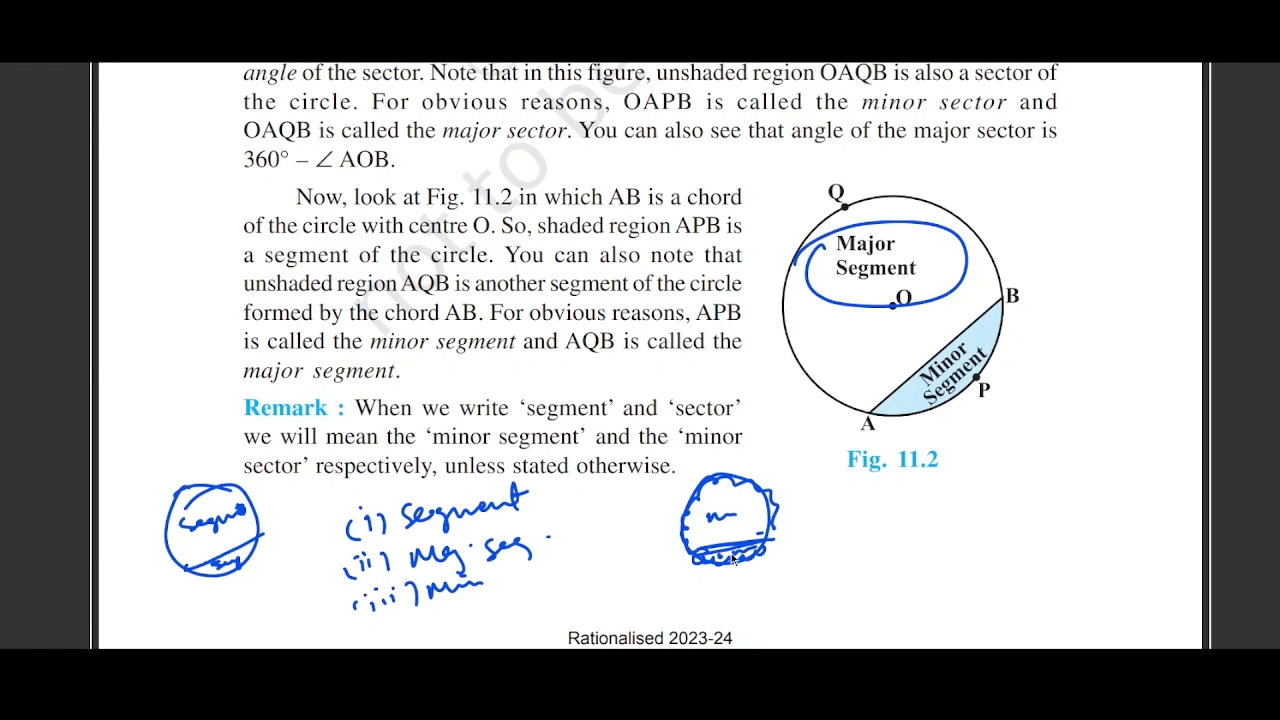 angle of the sector. Note that in this figure, unshaded region OAQB is also a sector of
the circle. For obvious reasons, OAPB is called the minor sector and
OAQB is called the major sector. You can also see that angle of the major sector is
360° – ∠ AOB.
Now, look at Fig. 11.2 in which AB is a chord
of the circle with centre O. So, shaded region APB is
a segment of the circle. You can also note that
unshaded region AQB is another segment of the circle
formed by the chord AB. For obvious reasons, APB
is called the minor segment and AQB is called the
major segment.
Remark : When we write ‘segment’ and ‘sector’
we will mean the ‘minor segment’ and the ‘minor
sector’ respectively, unless stated otherwise.
Q
Major
Segment
O
B
Minor
Segment
P
A
Fig. 11.2
(i) Segment
(ii) Maj. seg.
(iii) Min
not to be
Rationalised 2023-24